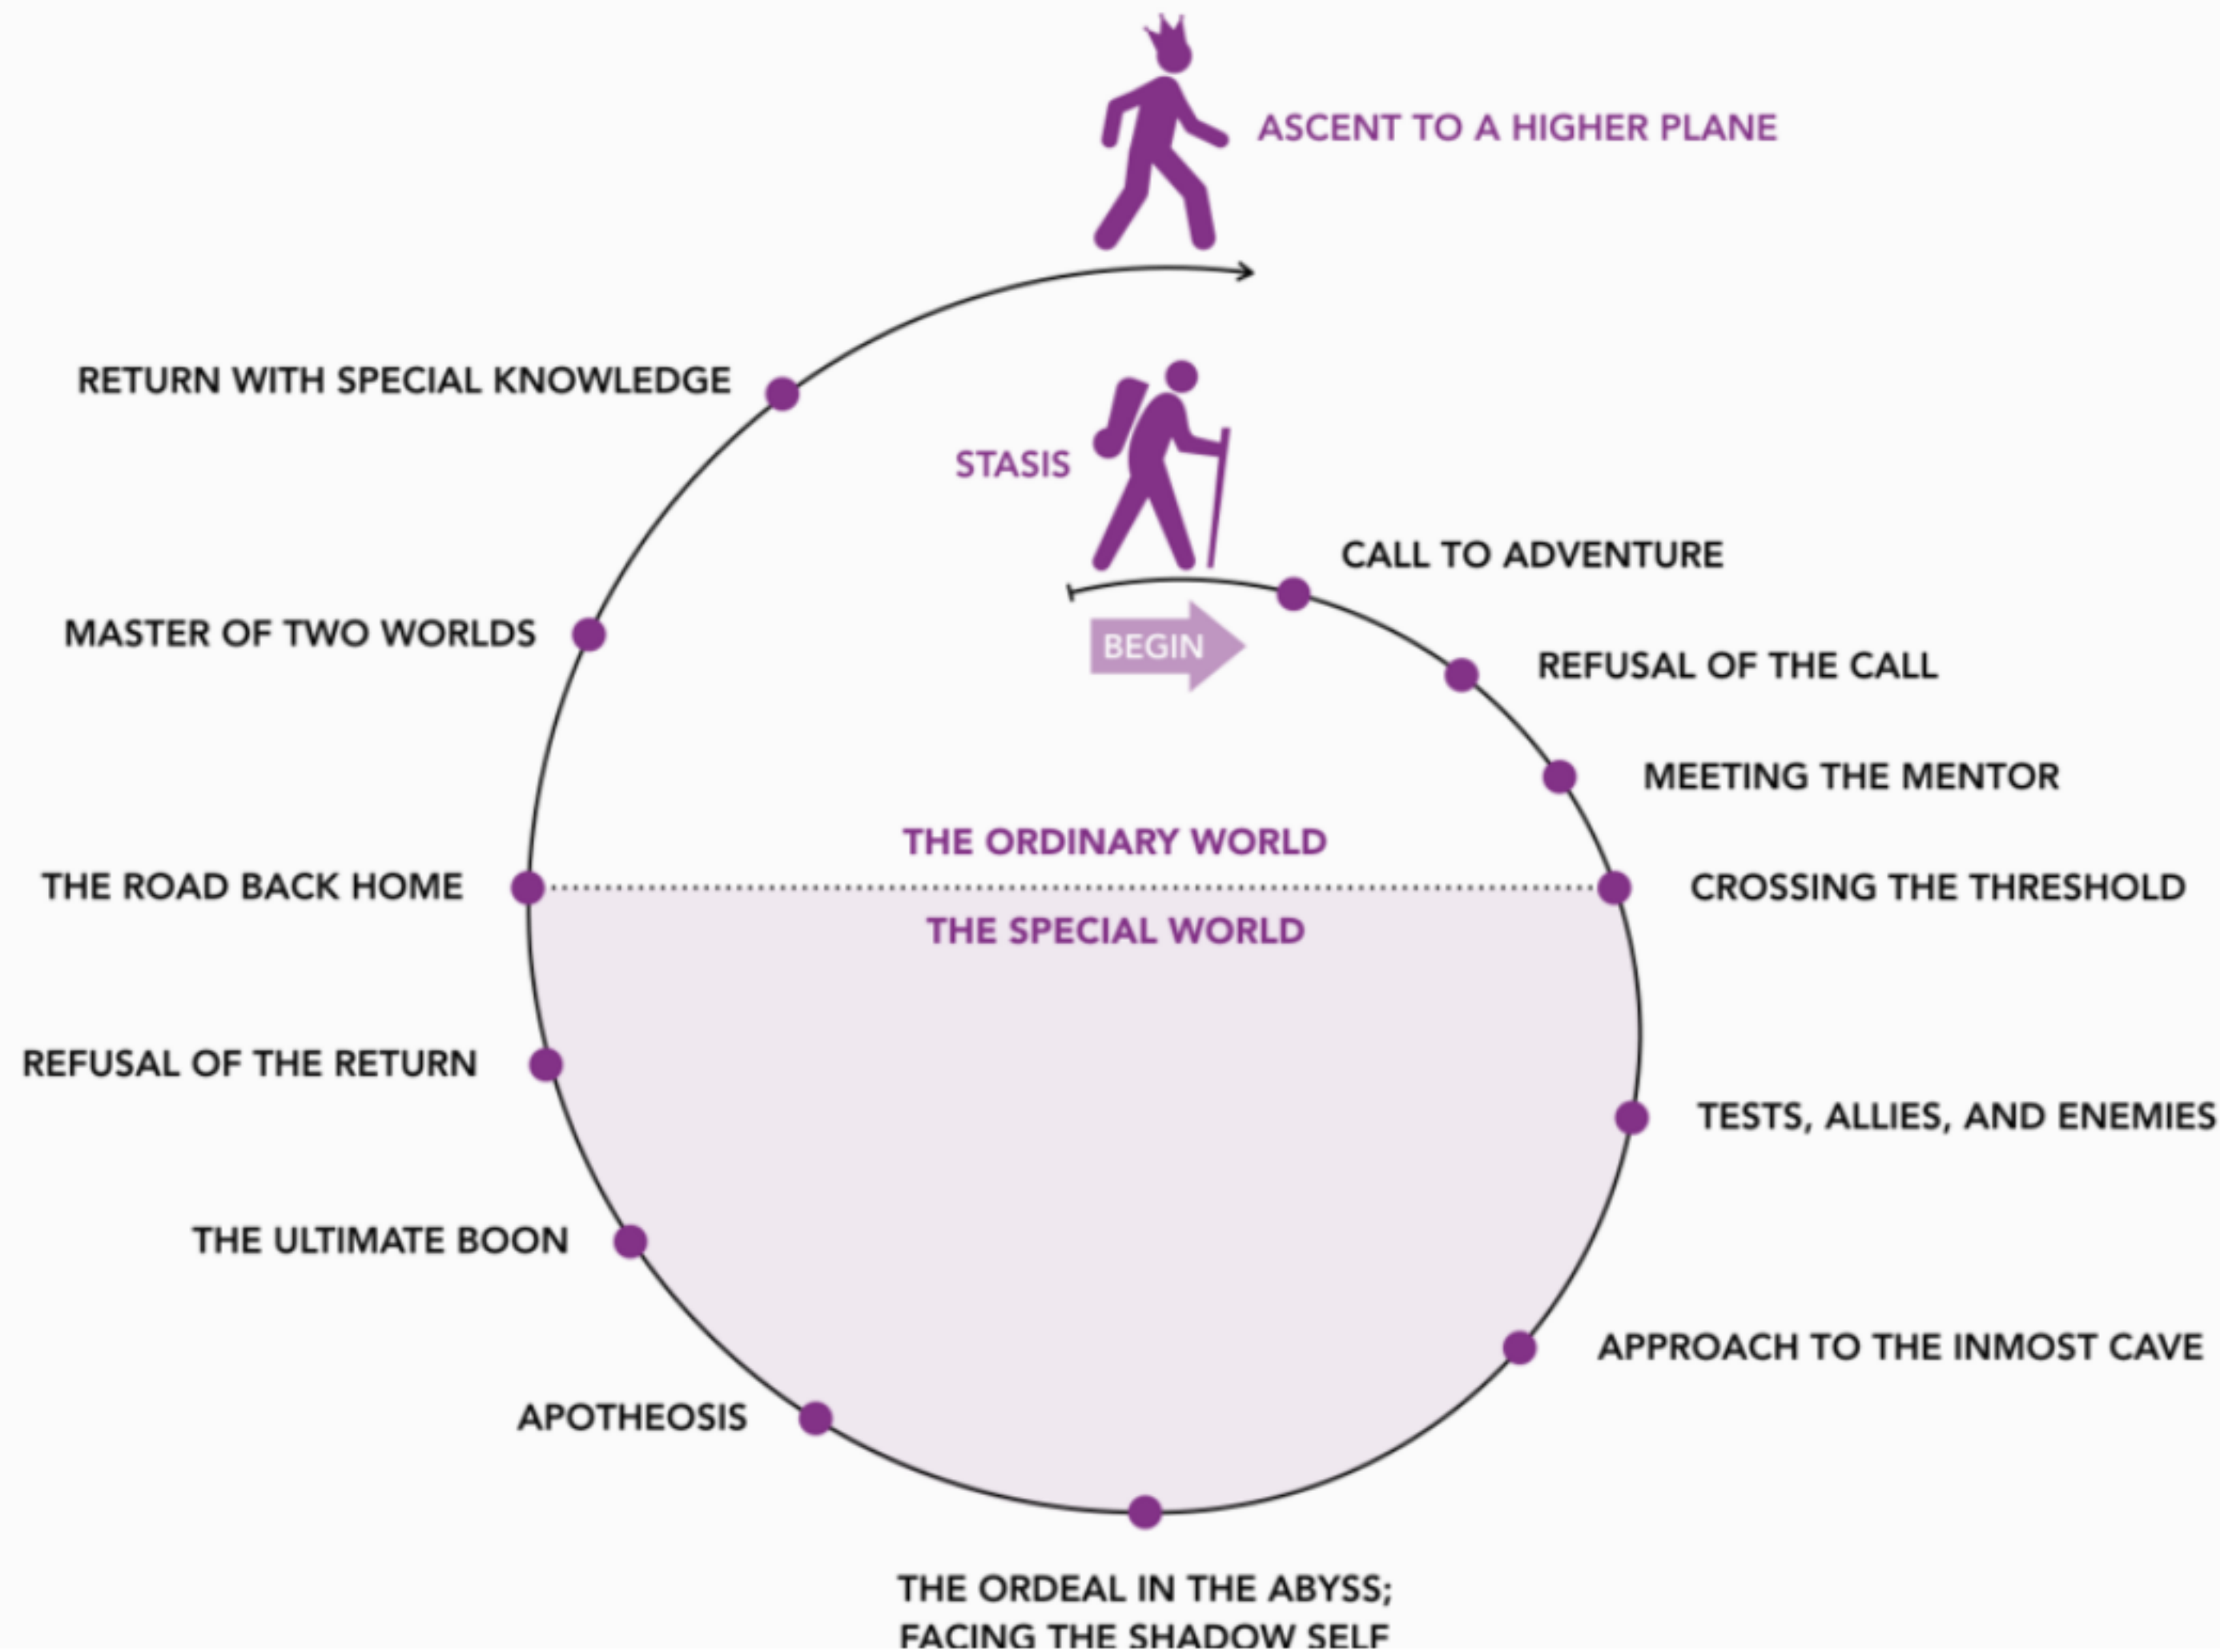 ASCENT TO A HIGHER PLANE
RETURN WITH SPECIAL KNOWLEDGE
STASIS
CALL TO ADVENTURE
MASTER OF TWO WORLDS
BEGIN
REFUSAL OF THE CALL
MEETING THE MENTOR
THE ORDINARY WORLD
THE ROAD BACK HOME
CROSSING THE THRESHOLD
THE SPECIAL WORLD
REFUSAL OF THE RETURN
TESTS, ALLIES, AND ENEMIES
THE ULTIMATE BOON
APPROACH TO THE INMOST CAVE
APOTHEOSIS
THE ORDEAL IN THE ABYSS;
FACING THE SHADOW SELF